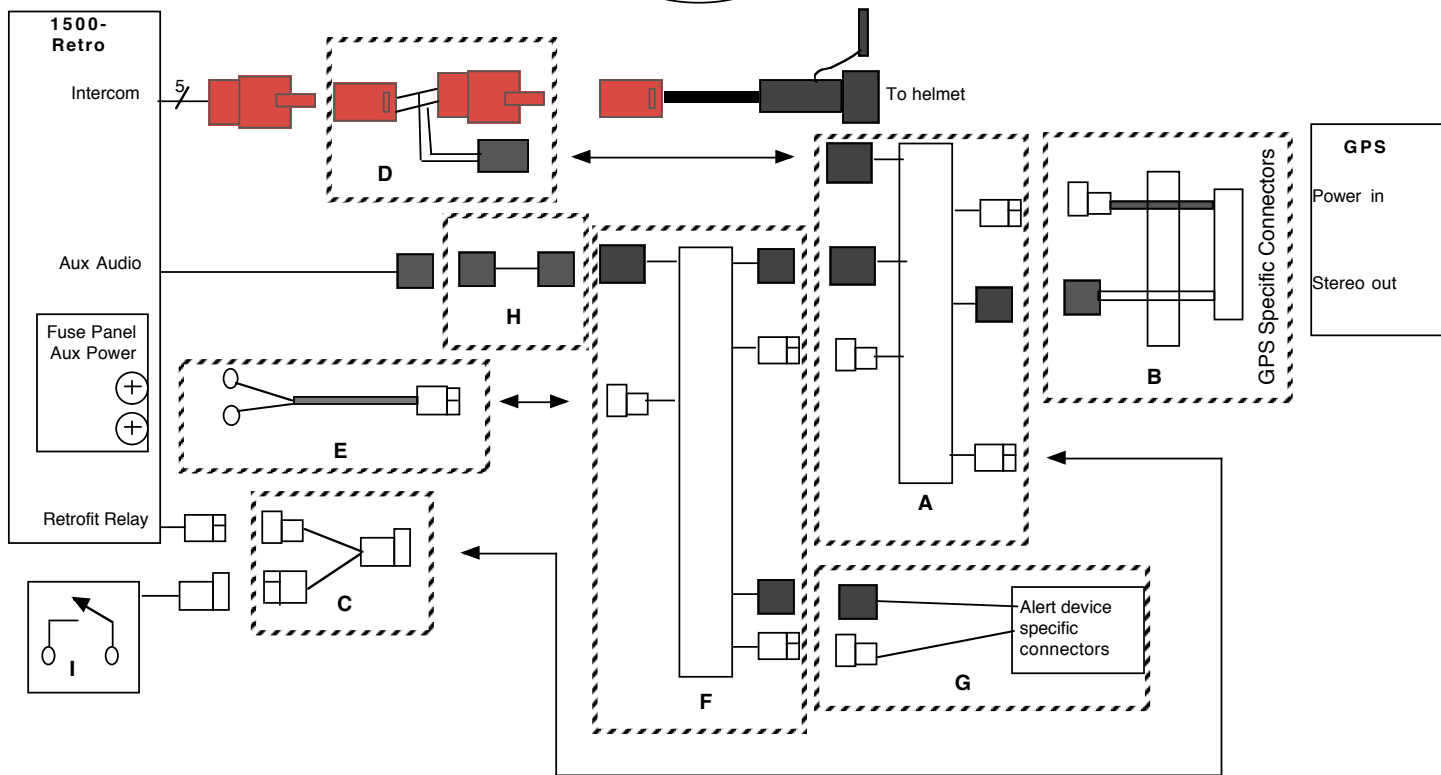 1500-
Retro
Intercom
5
To helmet
D
GPS
GPS Specific Connectors
Power in
Stereo out
Aux Audio
H
B
Fuse Panel
Aux Power
E
A
Retrofit Relay
C
Alert device
specific
connectors
I
G
F